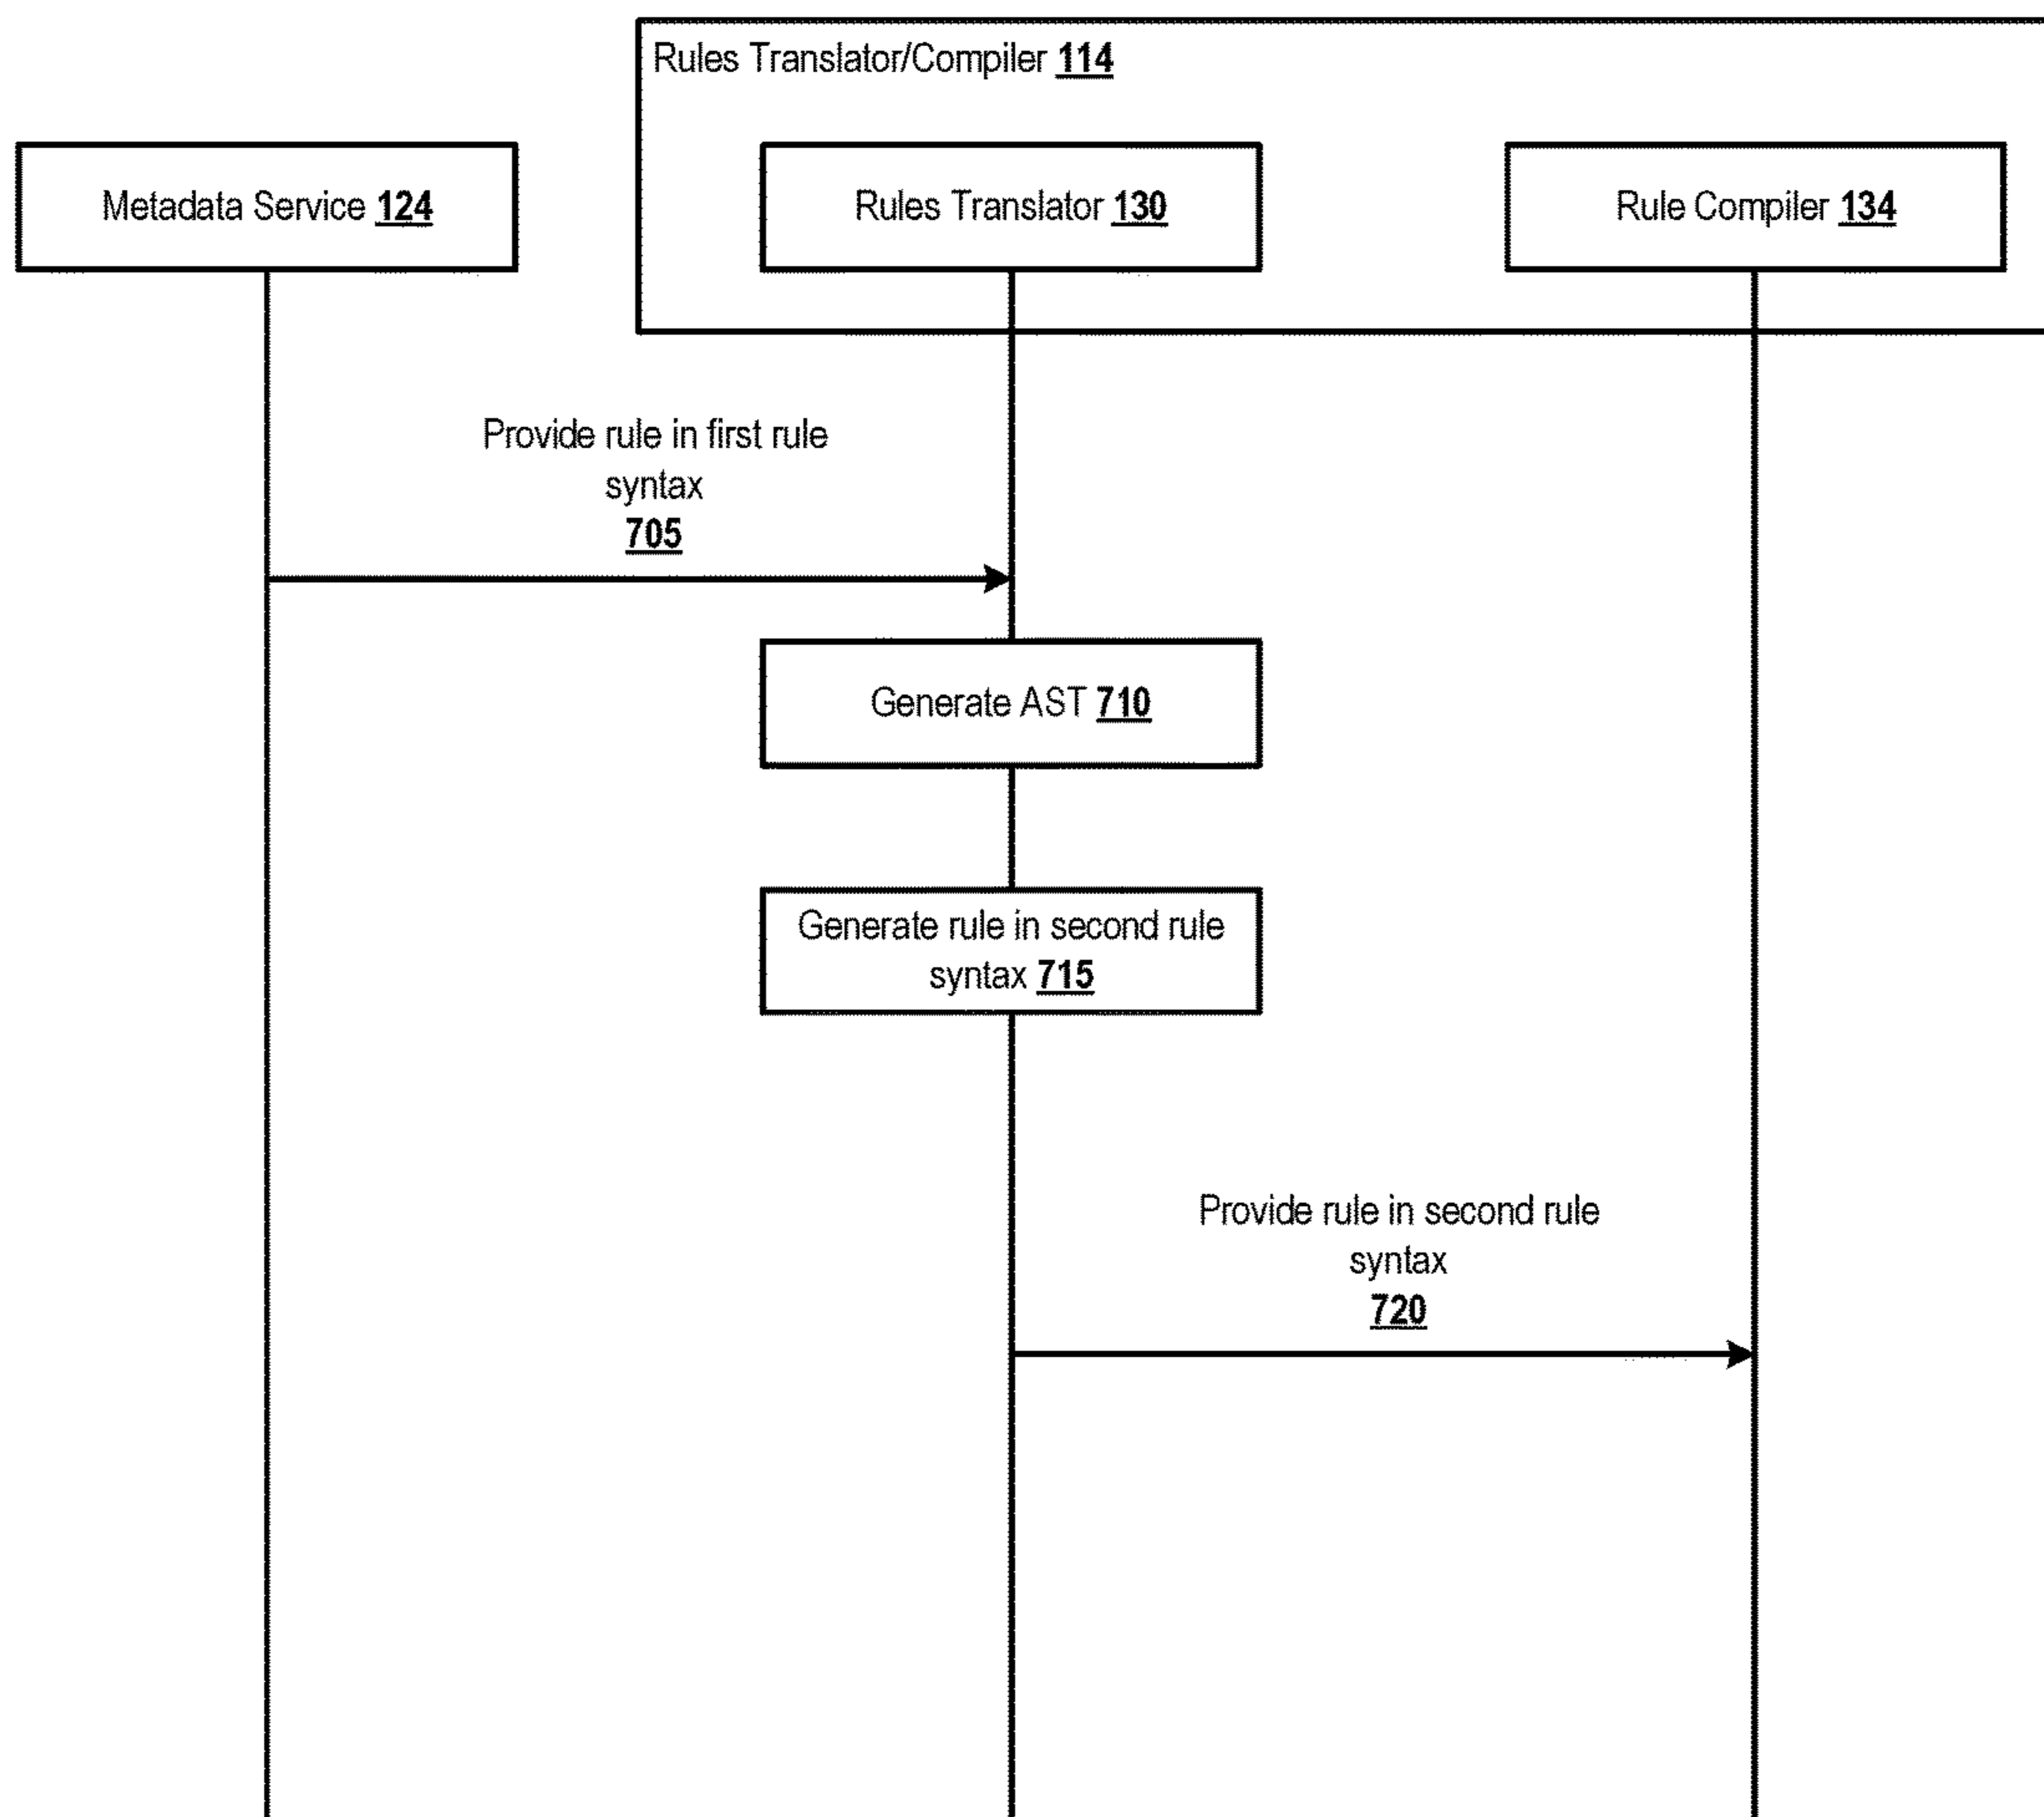 Rules Translator/Compiler 114
Metadata Service 124
Rules Translator 130
Rule Compiler 134
Provide rule in first rule
syntax
705
Generate AST 710
Generate rule in second rule
syntax 715
Provide rule in second rule
syntax
720